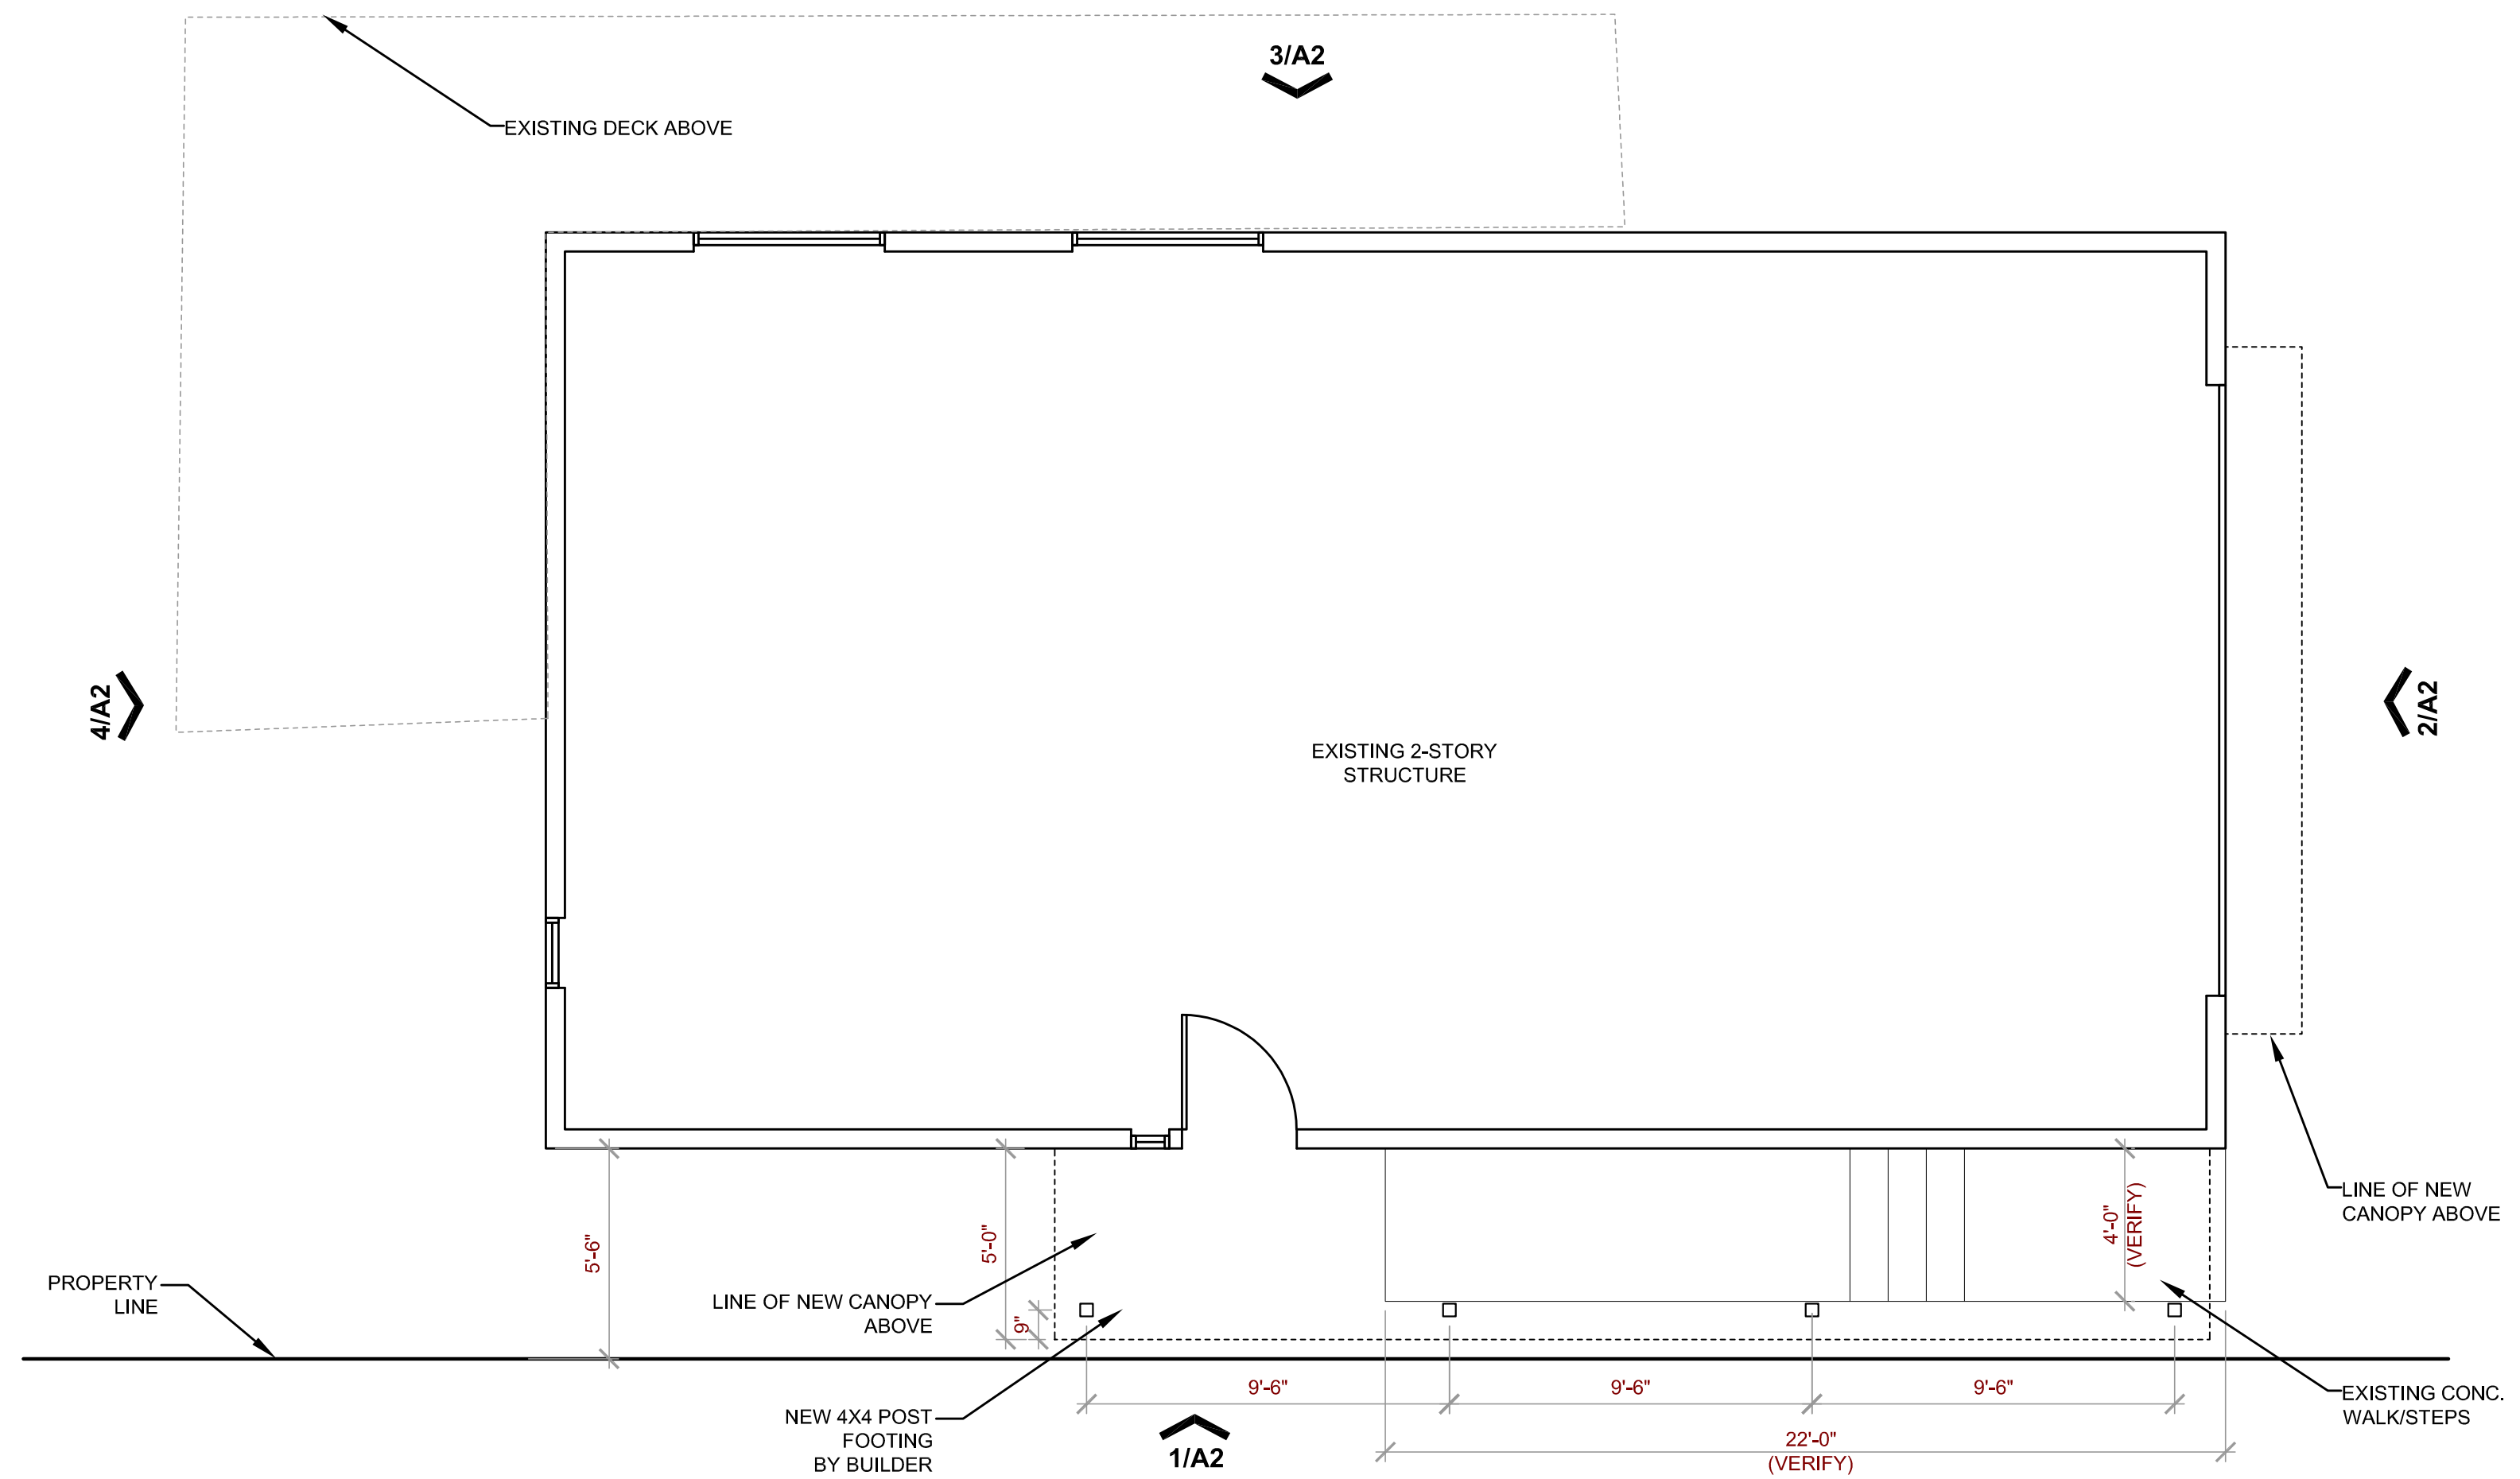 3/A2
EXISTING DECK ABOVE
4/A2
2/A2
EXISTING 2-STORY
STRUCTURE
LINE OF NEW
CANOPY ABOVE
5'-6"
5'-0"
4'-0"
(VERIFY)
PROPERTY
LINE
LINE OF NEW CANOPY
ABOVE
9"
9'-6"
9'-6"
9'-6"
EXISTING CONC.
WALK/STEPS
NEW 4X4 POST
FOOTING
BY BUILDER
1/A2
22'-0"
(VERIFY)